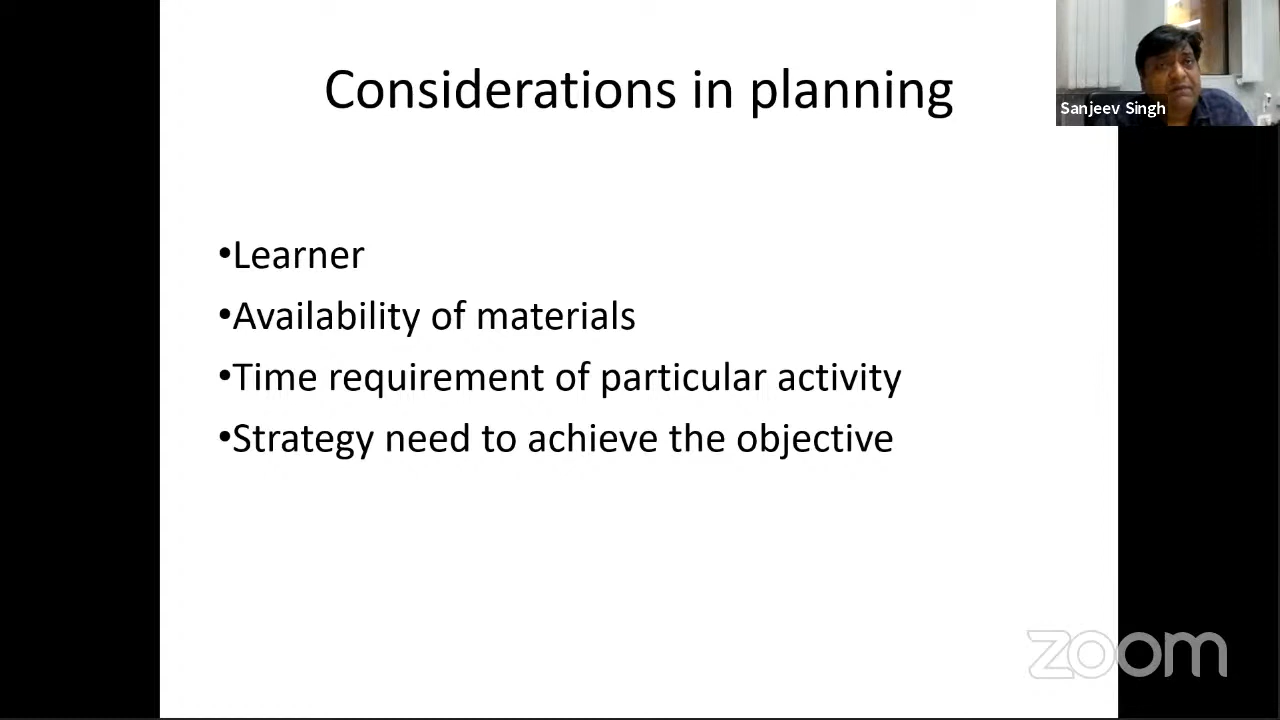 Considerations in planning
Sanjeev Singh
•Learner
•Availability of materials
•Time requirement of particular activity
•Strategy need to achieve the objective
zoom